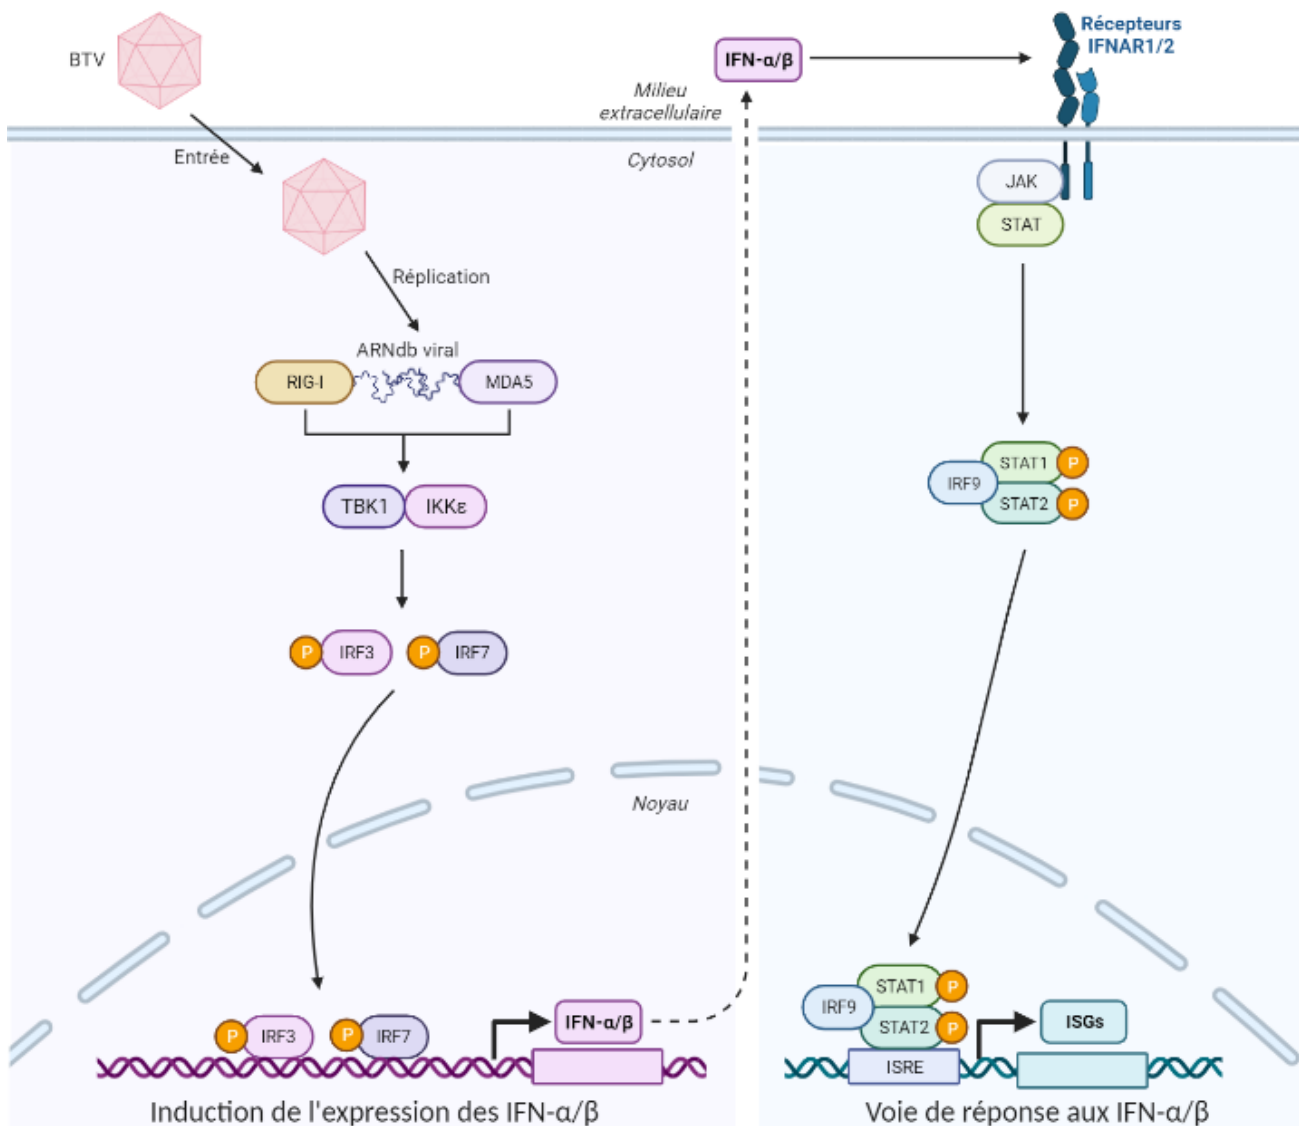 BTV
Entrée
Réplication
ARNdb viral
RIG-I
MDA5
TBK1
IKKε
P
IRF3
P
IRF7
Noyau
P
IRF3
P
IRF7
IFN-α/β
Induction de l'expression des IFN-α/β
IFN-α/β
Milieu
extracellulaire
Cytosol
Récepteurs
IFNAR1/2
JAK
STAT
IRF9
STAT1
P
STAT2
P
IRF9
STAT1
P
STAT2
P
ISRE
ISGs
Voie de réponse aux IFN-α/β